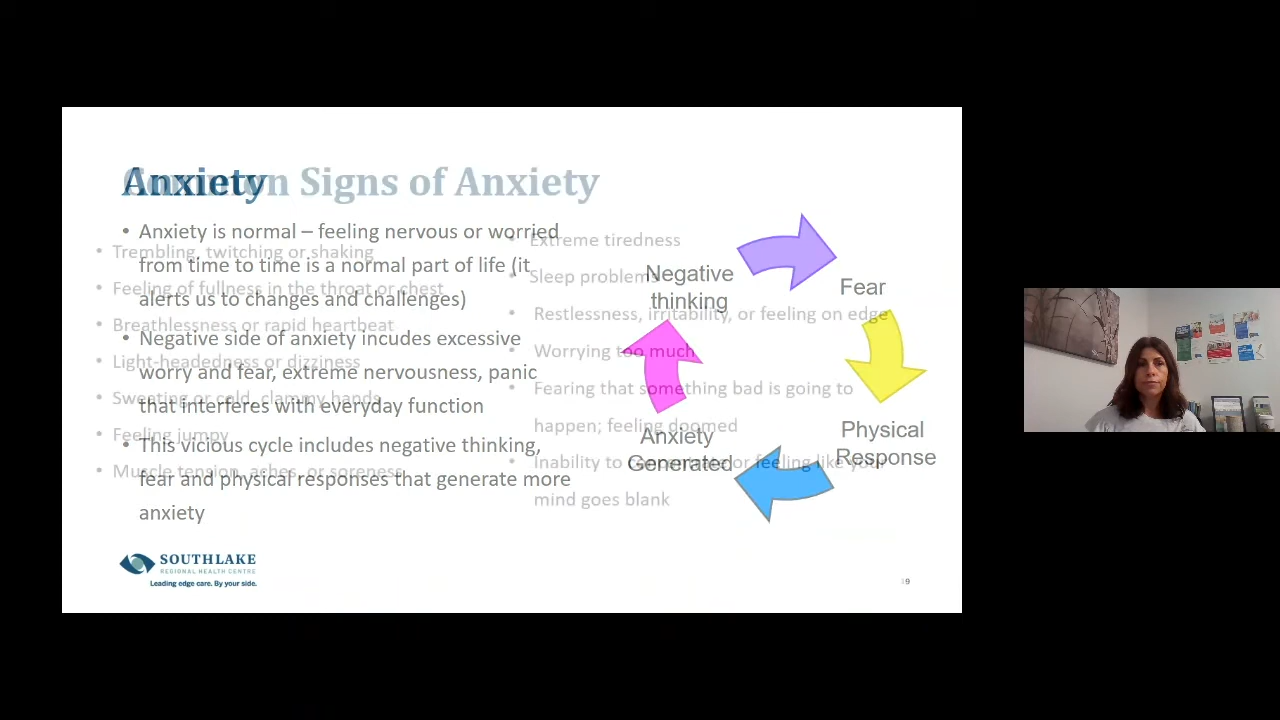 Anxiety
Common Signs of Anxiety
• Anxiety is normal – feeling nervous or worried
from time to time is a normal part of life (it
alerts us to changes and challenges)
• Negative side of anxiety incudes excessive
worry and fear, extreme nervousness, panic
that interferes with everyday function
• This vicious cycle includes negative thinking,
fear and physical responses that generate more
anxiety
• Trembling, twitching or shaking
• Feeling of fullness in the throat or chest
• Breathlessness or rapid heartbeat
• Light-headedness or dizziness
• Sweating or cold, clammy hands
• Feeling jumpy
• Muscle tension, aches, or soreness
• Extreme tiredness
• Sleep problems
• Restlessness, irritability, or feeling on edge
• Worrying too much
• Fearing that something bad is going to
happen; feeling doomed
• Inability to concentrate or feeling like your
mind goes blank
Negative
thinking
Fear
Physical
Response
Anxiety
Generated
SOUTHLAKE
REGIONAL HEALTH CENTRE
Leading edge care. By your side.
9